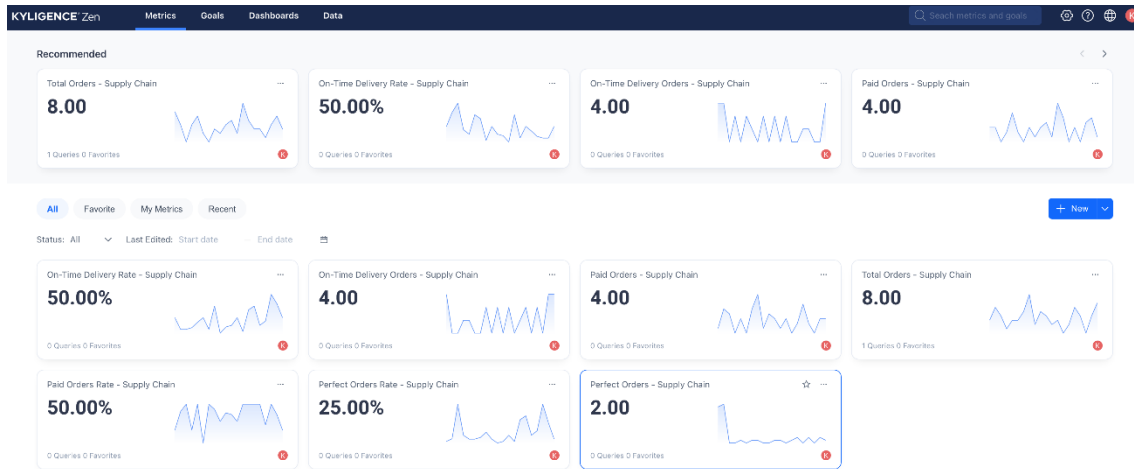 KYLIGENCE Zen Metrics Goals Dashboards Data Seach metrics and goals K
Recommended
Total Orders - Supply Chain
8.00
1 Queries 0 Favorites K
On-Time Delivery Rate - Supply Chain
50.00%
0 Queries 0 Favorites K
On-Time Delivery Orders - Supply Chain
4.00
0 Queries 0 Favorites K
Paid Orders - Supply Chain
4.00
0 Queries 0 Favorites K
All Favorite My Metrics Recent + New
Status: All Last Edited: Start date - End date
On-Time Delivery Rate - Supply Chain
50.00%
0 Queries 0 Favorites K
On-Time Delivery Orders - Supply Chain
4.00
0 Queries 0 Favorites K
Paid Orders - Supply Chain
4.00
0 Queries 0 Favorites K
Total Orders - Supply Chain
8.00
1 Queries 0 Favorites K
Paid Orders Rate - Supply Chain
50.00%
0 Queries 0 Favorites K
Perfect Orders Rate - Supply Chain
25.00%
0 Queries 0 Favorites K
Perfect Orders - Supply Chain
2.00
0 Queries 0 Favorites K